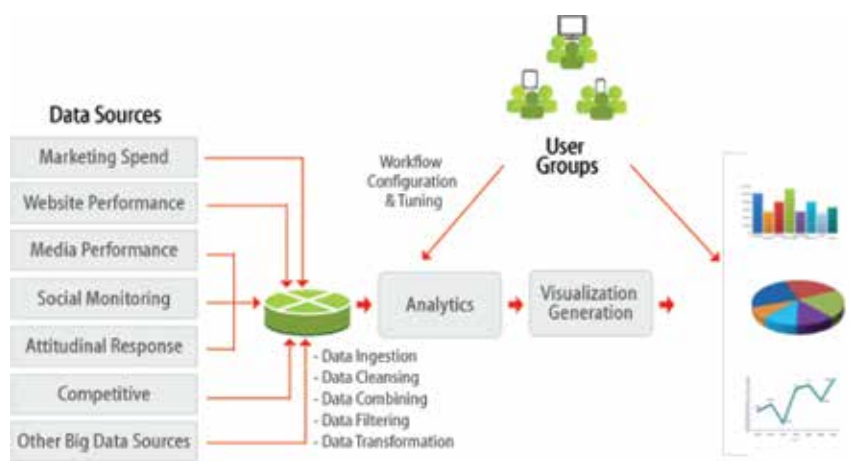 Data Sources
Marketing Spend
Website Performance
Media Performance
Social Monitoring
Attitudinal Response
Competitive
Other Big Data Sources
Workflow
Configuration
& Tuning
User
Groups
Analytics
Visualization
Generation
- Data Ingestion
- Data Cleansing
- Data Combining
- Data Filtering
- Data Transformation